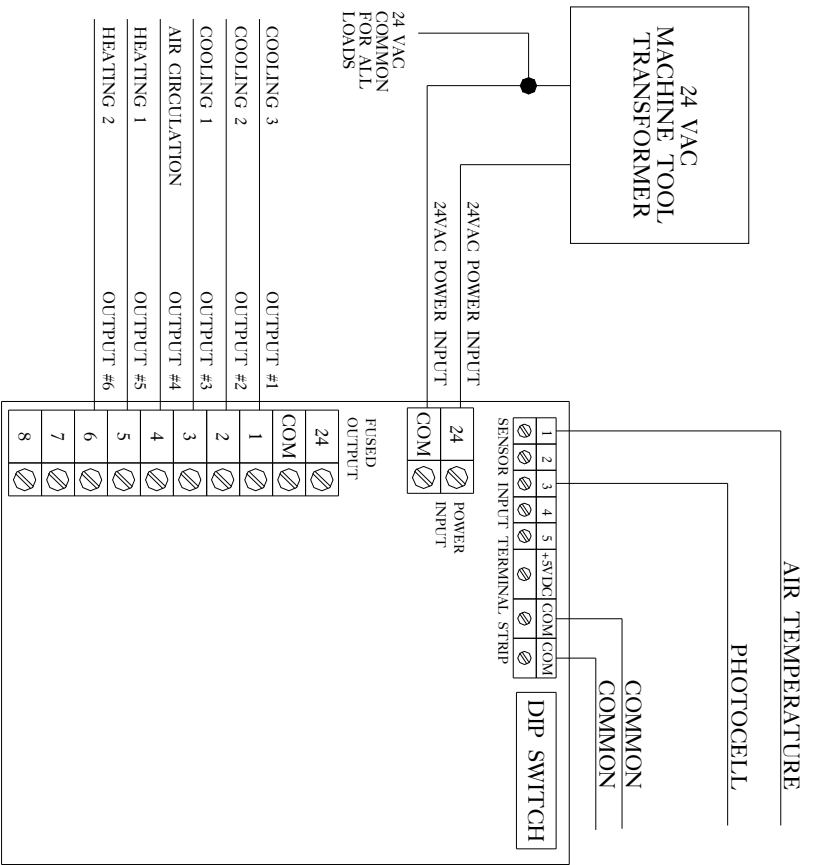 24 VAC
MACHINE TOOL
TRANSFORMER
24 VAC
COMMON
FOR ALL
LOADS
24VAC POWER INPUT
24VAC POWER INPUT
COOLING 3
OUTPUT #1
COOLING 2
OUTPUT #2
COOLING 1
OUTPUT #3
AIR CIRCULATION
OUTPUT #4
HEATING 1
OUTPUT #5
HEATING 2
OUTPUT #6
AIR TEMPERATURE
PHOTOCELL
COMMON
COMMON
1 2 3 4 5 +5VDC COM COM
SENSOR INPUT TERMINAL STRIP
DIP SWITCH
24
COM
POWER
INPUT
FUSED
OUTPUT
24
COM
1
2
3
4
5
6
7
8